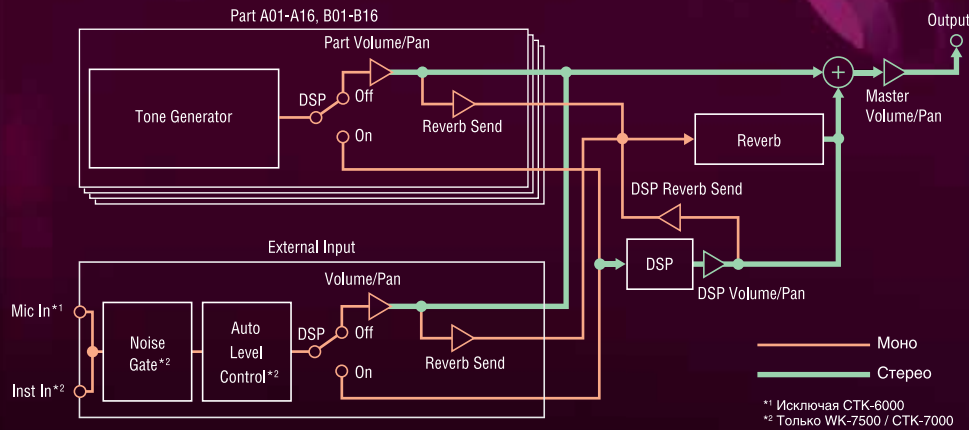 Part A01-A16, B01-B16
Output
Part Volume/Pan
Tone Generator
DSP
Off
On
Reverb Send
Master
Volume/Pan
Reverb
DSP Reverb Send
DSP
DSP Volume/Pan
External Input
Volume/Pan
Mic In*1
Inst In*2
Noise
Gate*2
Auto
Level
Control*2
DSP
Off
On
Reverb Send
Моно
Стерео
*1 Исключая СТК-6000
*2 Только WK-7500 / СТК-7000